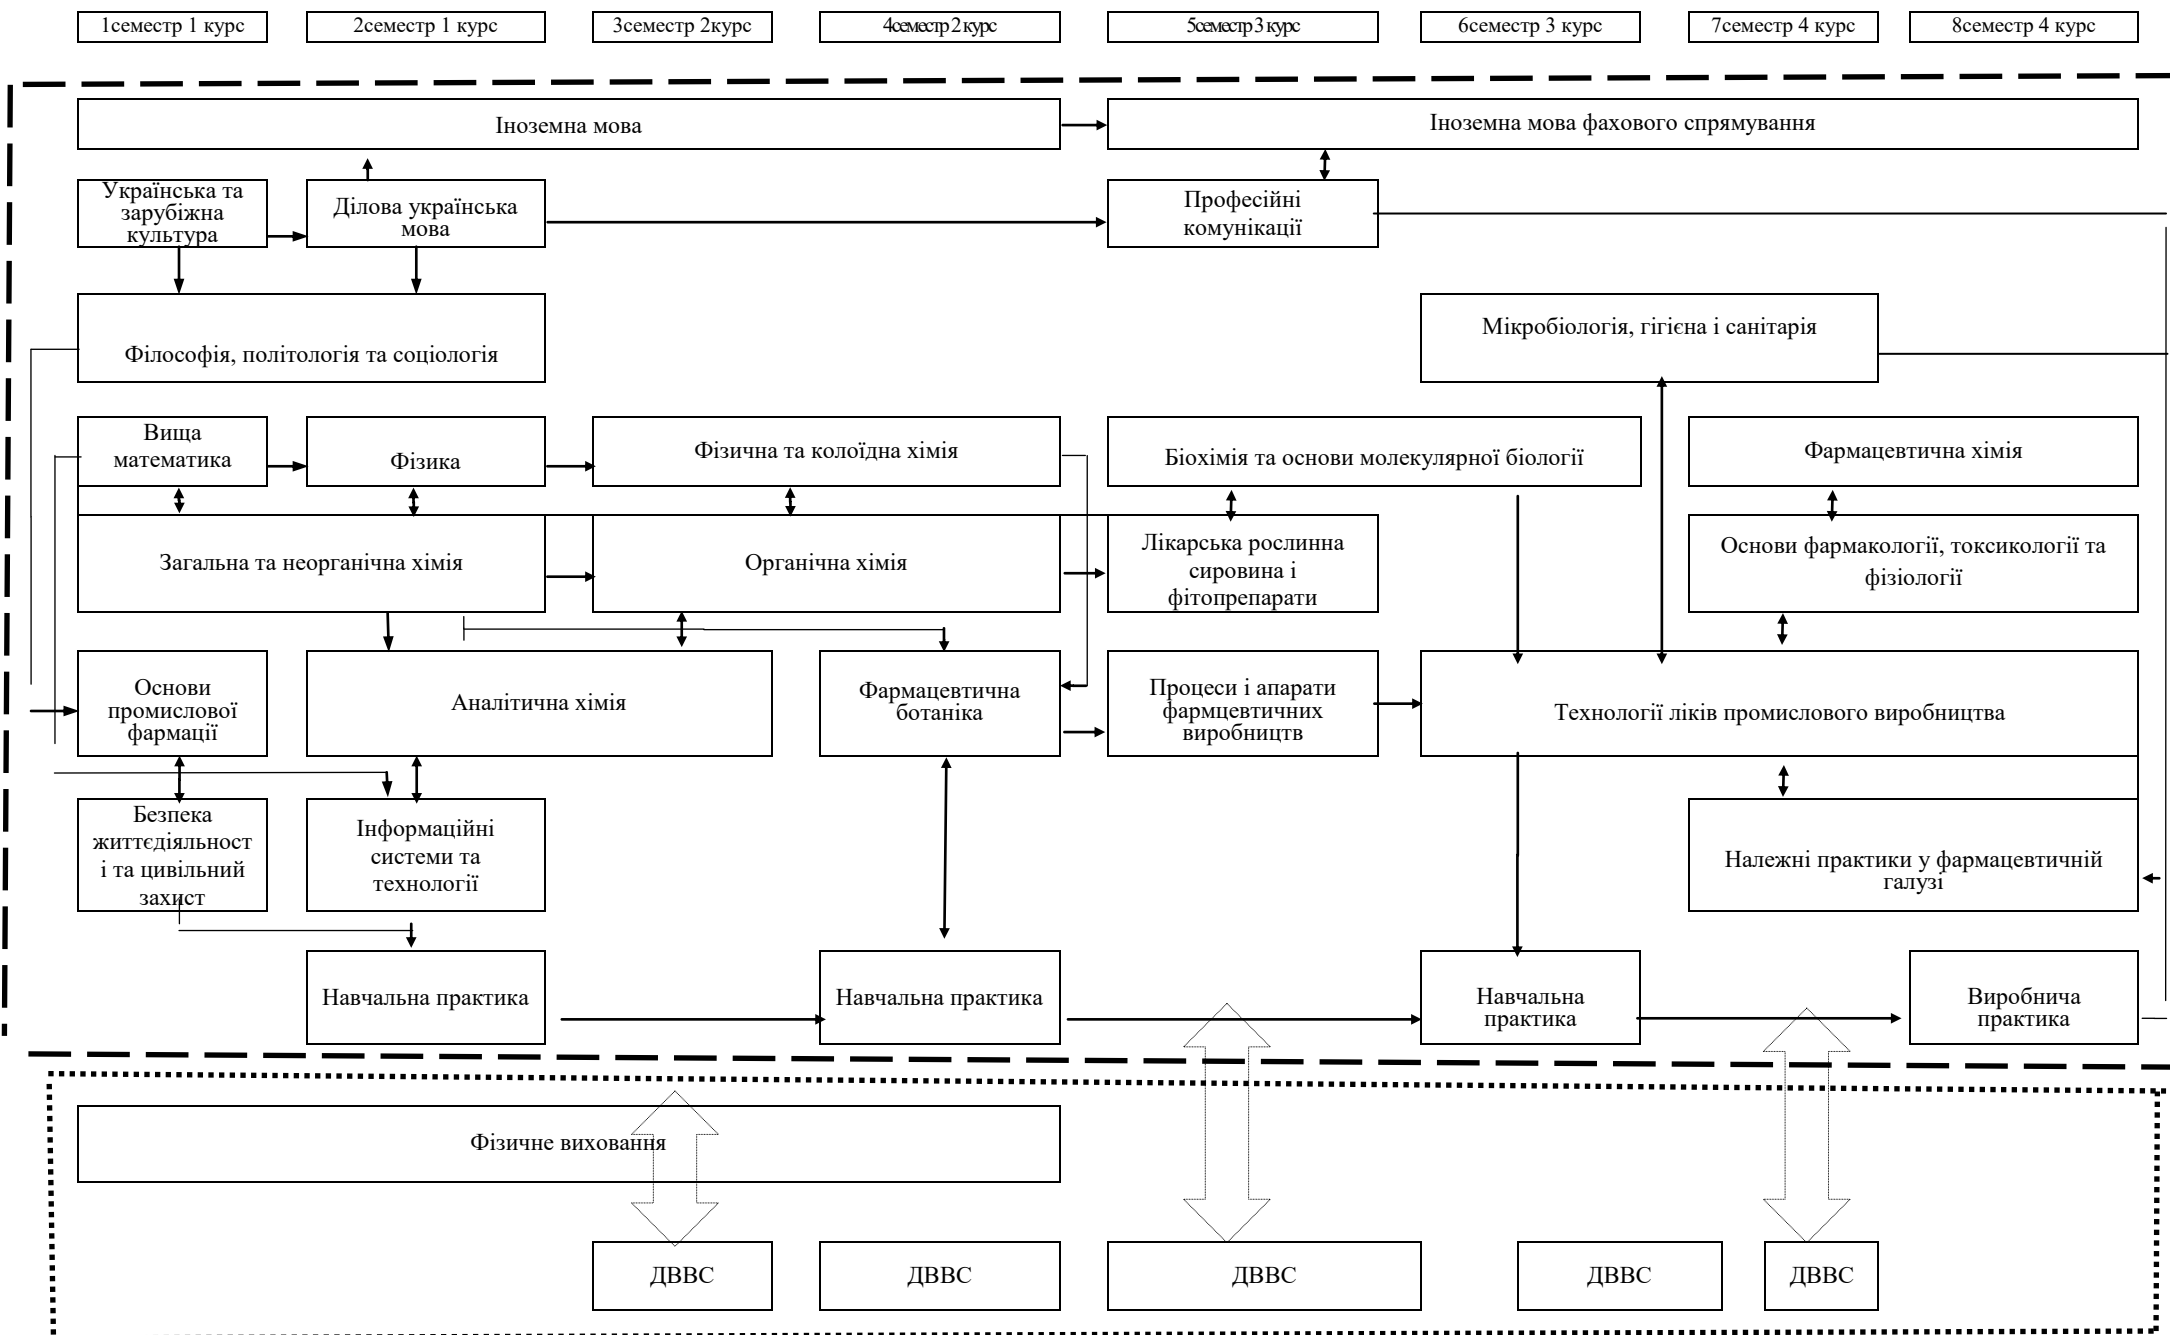 1семестр 1 курс
2семестр 1 курс
3семестр 2курс
4семестр 2 курс
5семестр 3 курс
6семестр 3 курс
7семестр 4 курс
8семестр 4 курс
Іноземна мова
Іноземна мова фахового спрямування
Українська та
зарубіжна
культура
Ділова українська
мова
Професійні
комунікації
Філософія, політологія та соціологія
Мікробіологія, гігієна і санітарія
Вища
математика
Фізика
Фізична та колоїдна хімія
Біохімія та основи молекулярної біології
Фармацевтична хімія
Загальна та неорганічна хімія
Органічна хімія
Лікарська рослинна
сировина і
фітопрепарати
Основи фармакології, токсикології та
фізіології
Основи
промислової
фармації
Аналітична хімія
Фармацевтична
ботаніка
Процеси і апарати
фармцевтичних
виробництв
Технології ліків промислового виробництва
Безпека
життєдіяльност
і та цивільний
захист
Інформаційні
системи та
технології
Належні практики у фармацевтичній
галузі
Навчальна практика
Навчальна практика
Навчальна
практика
Виробнича
практика
Фізичне виховання
ДВВС
ДВВС
ДВВС
ДВВС
ДВВС